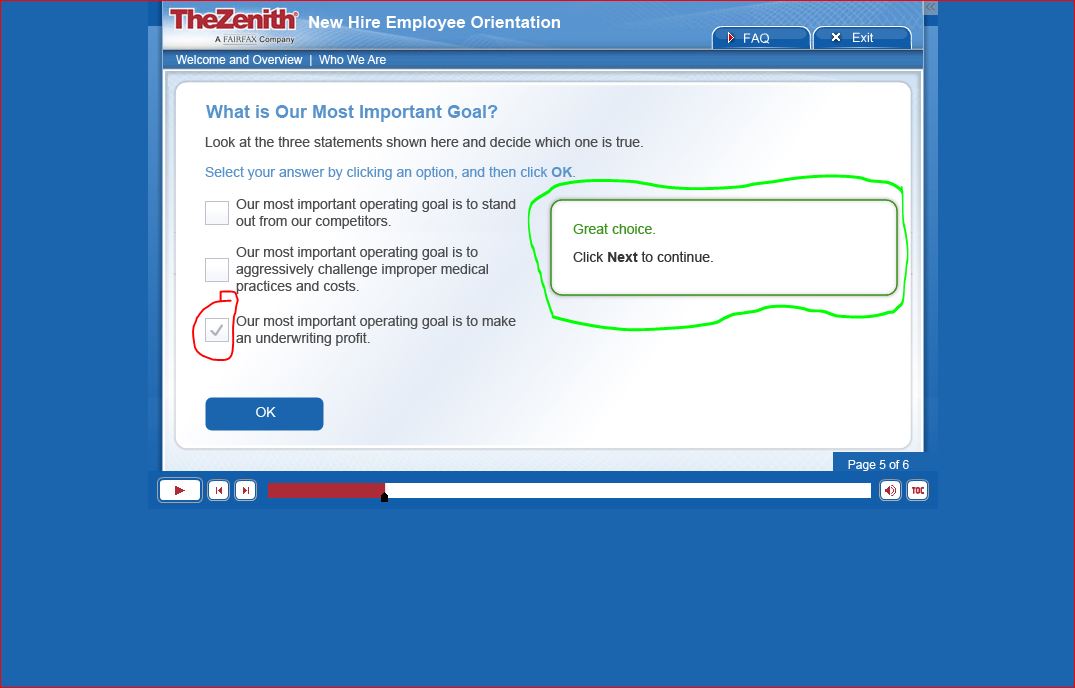 TheZenith®
A FAIRFAX Company
New Hire Employee Orientation
FAQ
Exit
Welcome and Overview | Who We Are
What is Our Most Important Goal?
Look at the three statements shown here and decide which one is true.
Select your answer by clicking an option, and then click OK.
Our most important operating goal is to stand
out from our competitors.
Our most important operating goal is to
aggressively challenge improper medical
practices and costs.
Our most important operating goal is to make
an underwriting profit.
Great choice.
Click Next to continue.
OK
Page 5 of 6
TOC